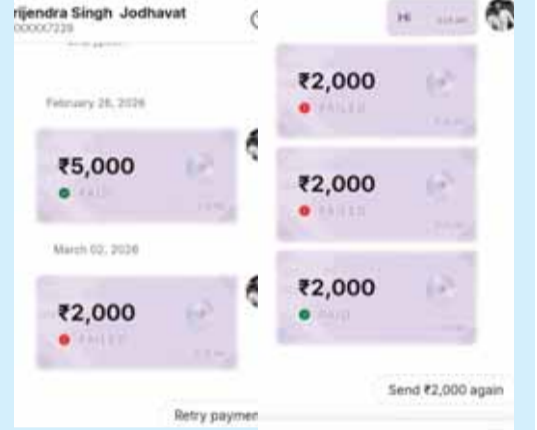 rijendra Singh Jodhavat
February 26, 2026
₹5,000
PAID
March 02, 2026
₹2,000
FAILED
Retry paymen
Hi
₹2,000
FAILED
₹2,000
FAILED
₹2,000
PAID
Send ₹2,000 again